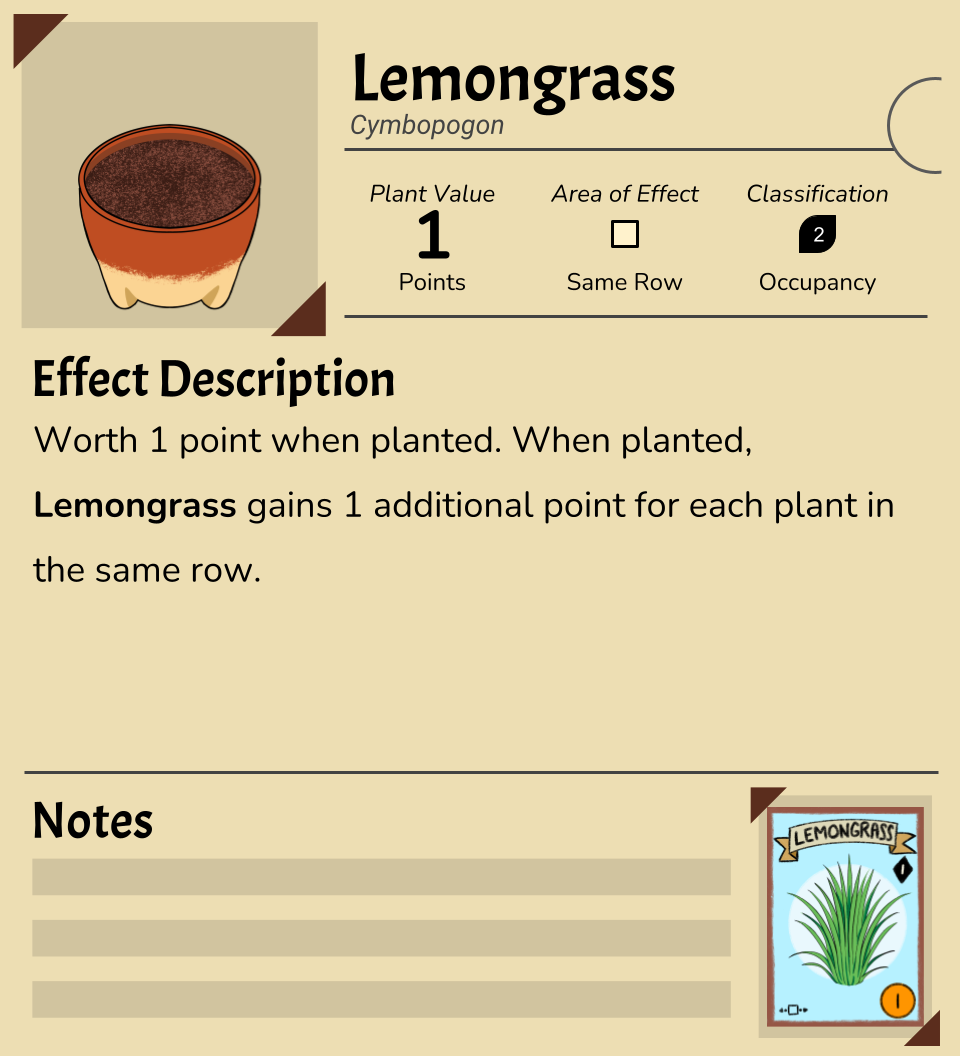 Lemongrass
Cymbopogon
Plant Value
Area of Effect
Classification
1
2
Points
Same Row
Occupancy
Effect Description
Worth 1 point when planted. When planted,
Lemongrass gains 1 additional point for each plant in
the same row.
Notes
LEMONGRASS
1
1